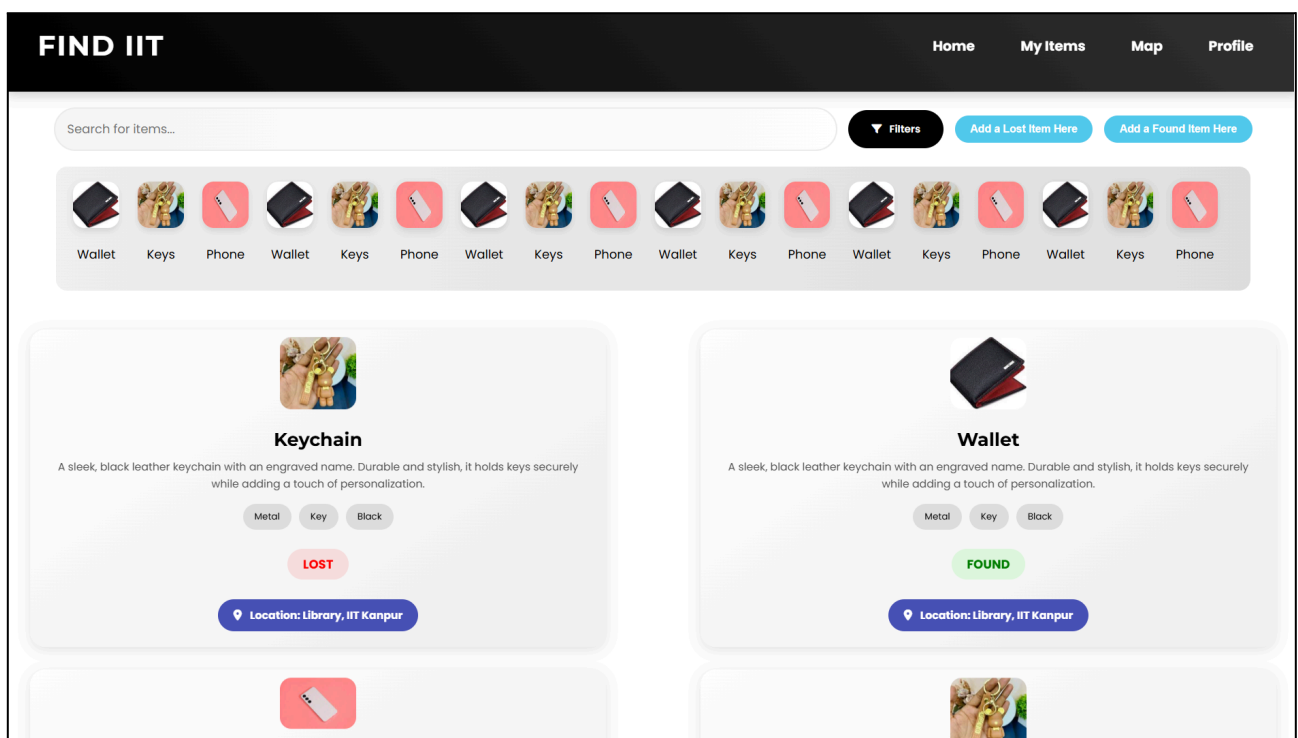 FIND IIT
Home My Items Map Profile
Search for items...
Filters
Add a Lost Item Here
Add a Found Item Here
Wallet Keys Phone Wallet Keys Phone Wallet Keys Phone Wallet Keys Phone Wallet Keys Phone Wallet Keys Phone
Keychain
A sleek, black leather keychain with an engraved name. Durable and stylish, it holds keys securely
while adding a touch of personalization.
Metal Key Black
LOST
Location: Library, IIT Kanpur
Wallet
A sleek, black leather keychain with an engraved name. Durable and stylish, it holds keys securely
while adding a touch of personalization.
Metal Key Black
FOUND
Location: Library, IIT Kanpur